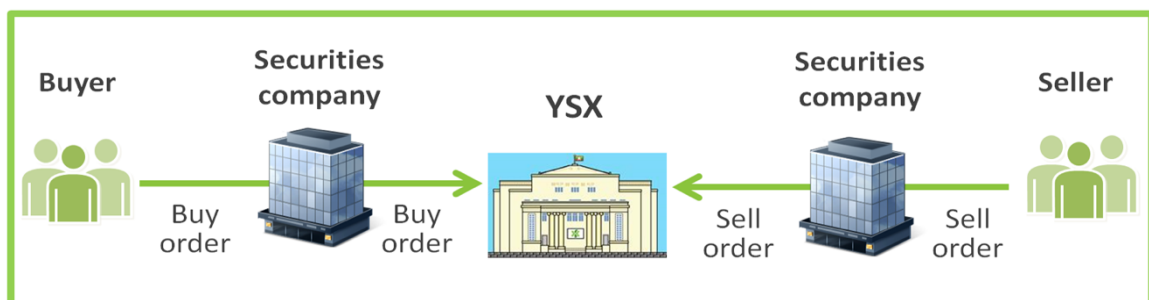 Buyer
Securities
company
YSX
Securities
company
Seller
Buy
order
Buy
order
Sell
order
Sell
order